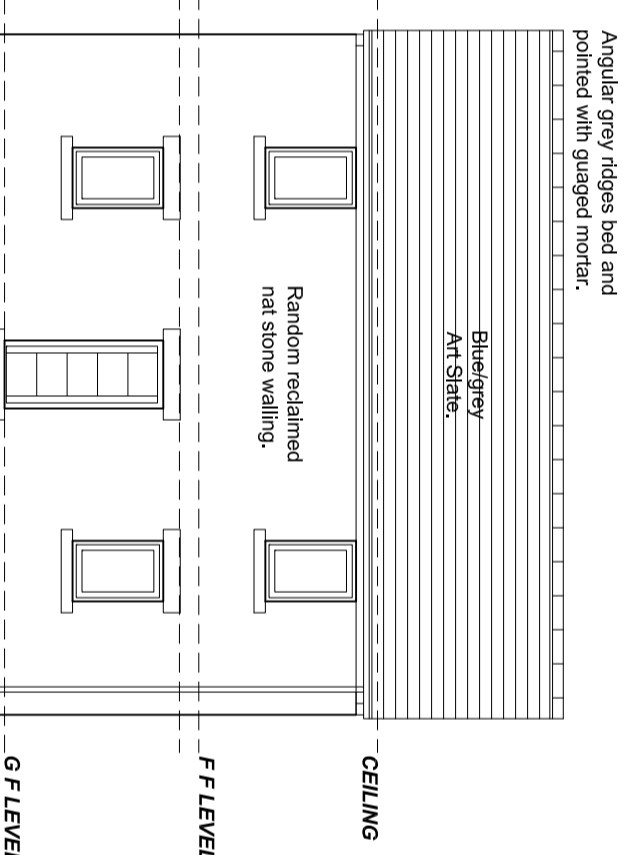 Angular grey ridges bed and
pointed with guaged mortar.
Blue/grey
Art Slate.
Random reclaimed
nat stone walling.
CEILING
F F LEVEL
G F LEVEL